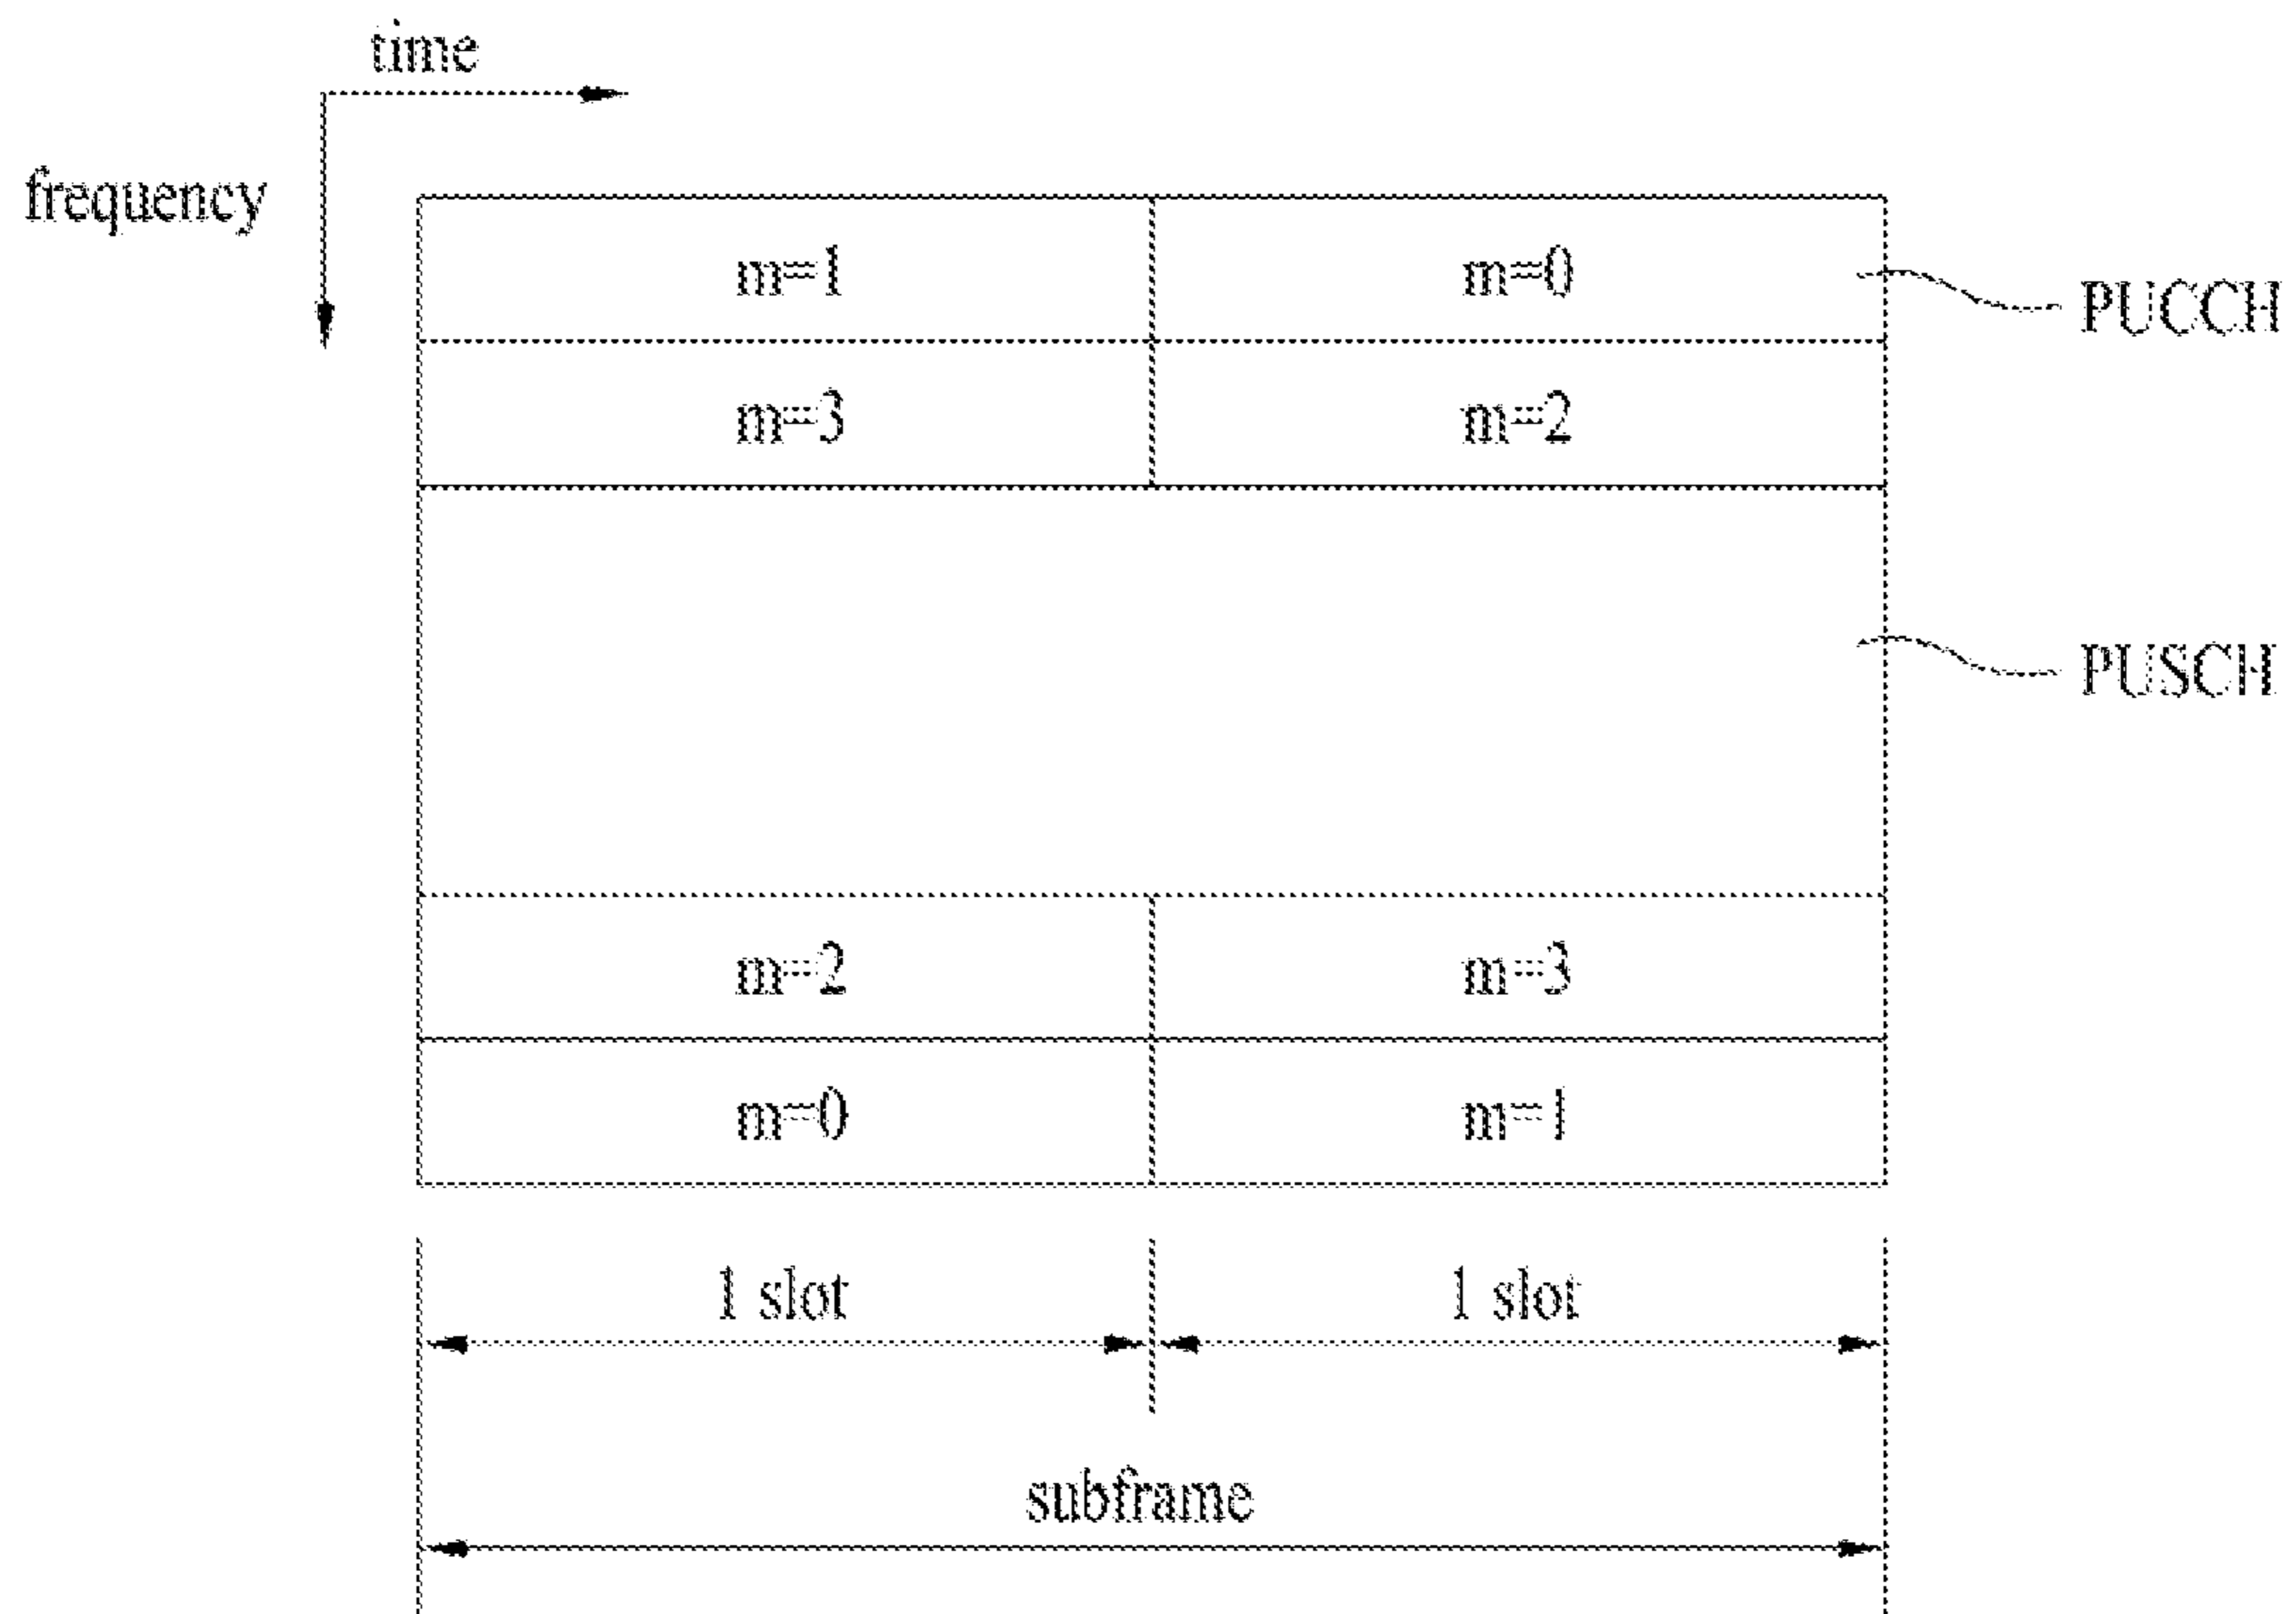 time
frequency
m=1 m=0
PUCCH
m=3 m=2
PUSCH
m=2 m=3
m=0 m=1
1 slot 1 slot
subframe